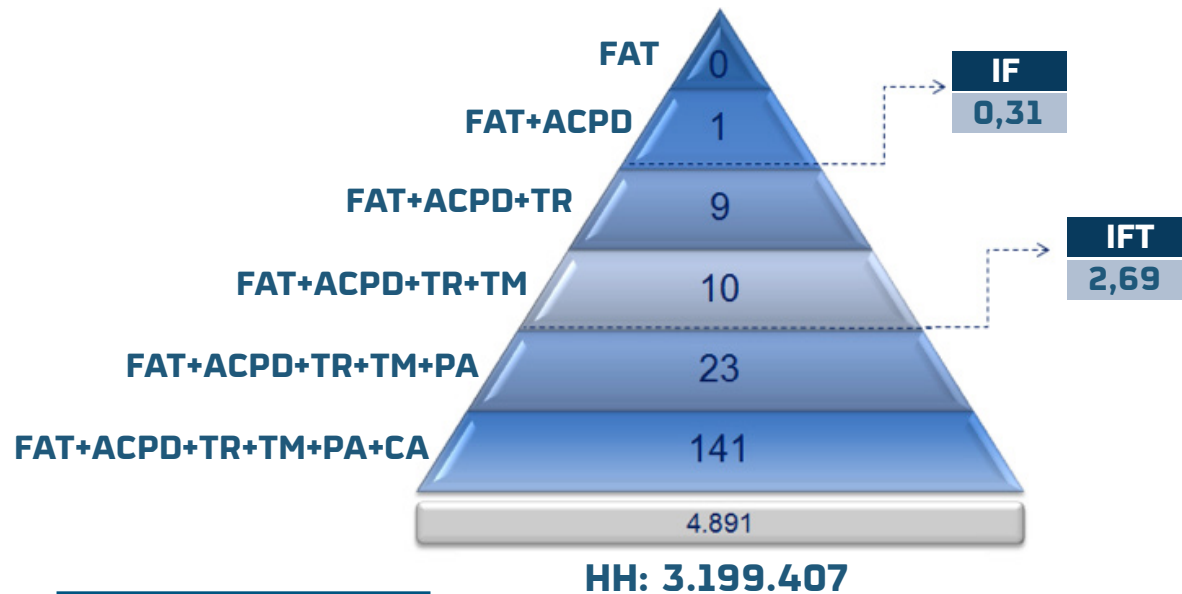 FAT
0
IF
0,31
FAT+ACPD
1
FAT+ACPD+TR
9
IFT
2,69
FAT+ACPD+TR+TM
10
FAT+ACPD+TR+TM+PA
23
FAT+ACPD+TR+TM+PA+CA
141
4.891
HH: 3.199.407